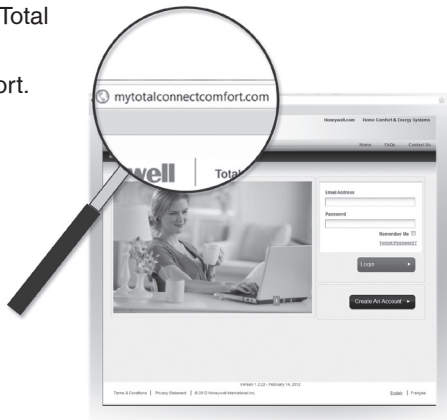 Total
ort.
mytotalconnectcomfort.com
well | Total
Honeywell.com Home Comfort & Energy Systems
Home FAQs Contact Us
Email Address
Password
Remember Me
Forgot Password?
Login
Create An Account
Version 1.2.22 - February 14, 2012
Terms & Conditions | Privacy Statement | © 2012 Honeywell International Inc.
English | Français